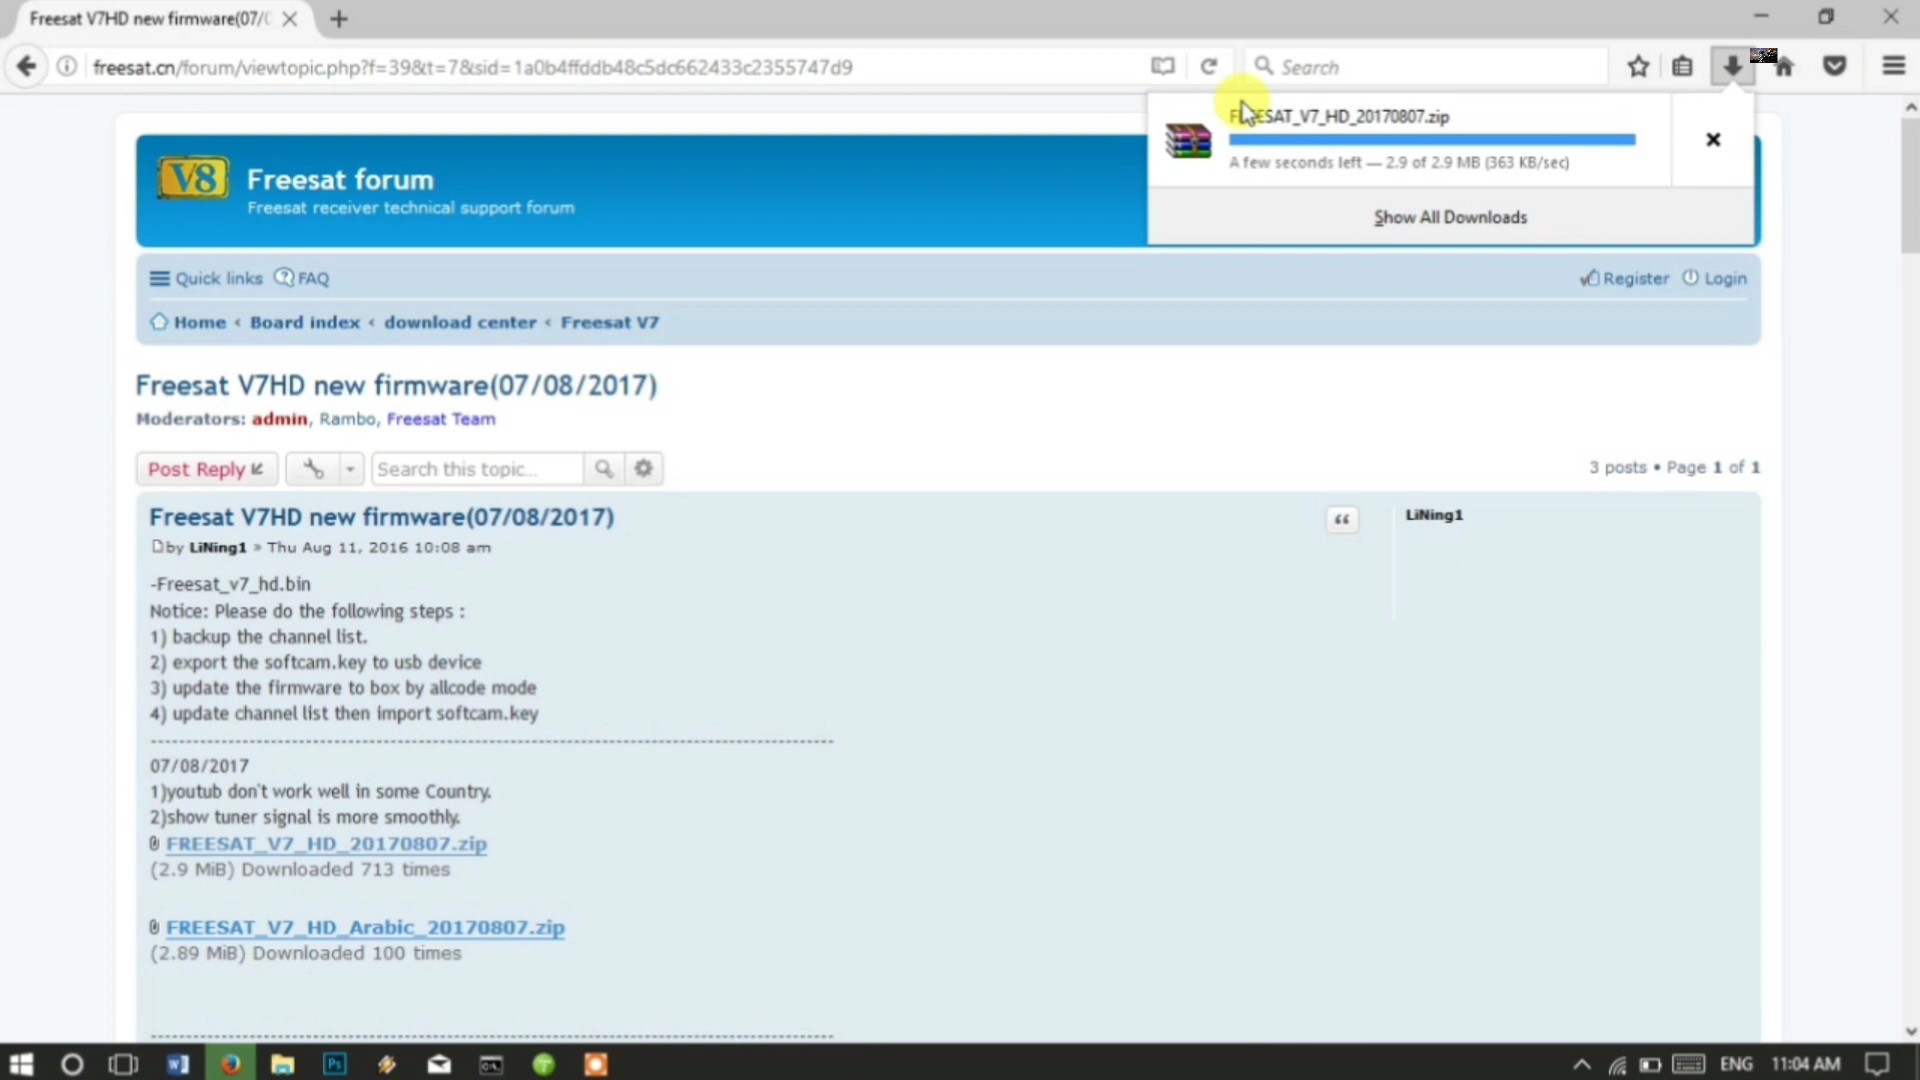 Freesat V7HD new firmware(07/0
freesat.cn/forum/viewtopic.php?f=39&t=7&sid=1a0b4ffddb48c5dc662433c2355747d9
Search
FREESAT_V7_HD_20170807.zip
A few seconds left — 2.9 of 2.9 MB (363 KB/sec)
Show All Downloads
V8
Freesat forum
Freesat receiver technical support forum
Quick links FAQ
Register Login
Home ‹ Board index ‹ download center ‹ Freesat V7
Freesat V7HD new firmware(07/08/2017)
Moderators: admin, Rambo, Freesat Team
Post Reply
Search this topic...
3 posts • Page 1 of 1
Freesat V7HD new firmware(07/08/2017)
LiNing1
by LiNing1 » Thu Aug 11, 2016 10:08 am
-Freesat_v7_hd.bin
Notice: Please do the following steps :
1) backup the channel list.
2) export the softcam.key to usb device
3) update the firmware to box by allcode mode
4) update channel list then import softcam.key
--------------------------------------------------------------------------------
07/08/2017
1)youtub don't work well in some Country.
2)show tuner signal is more smoothly.
FREESAT_V7_HD_20170807.zip
(2.9 MiB) Downloaded 713 times
FREESAT_V7_HD_Arabic_20170807.zip
(2.89 MiB) Downloaded 100 times
--------------------------------------------------------------------------------
ENG 11:04 AM